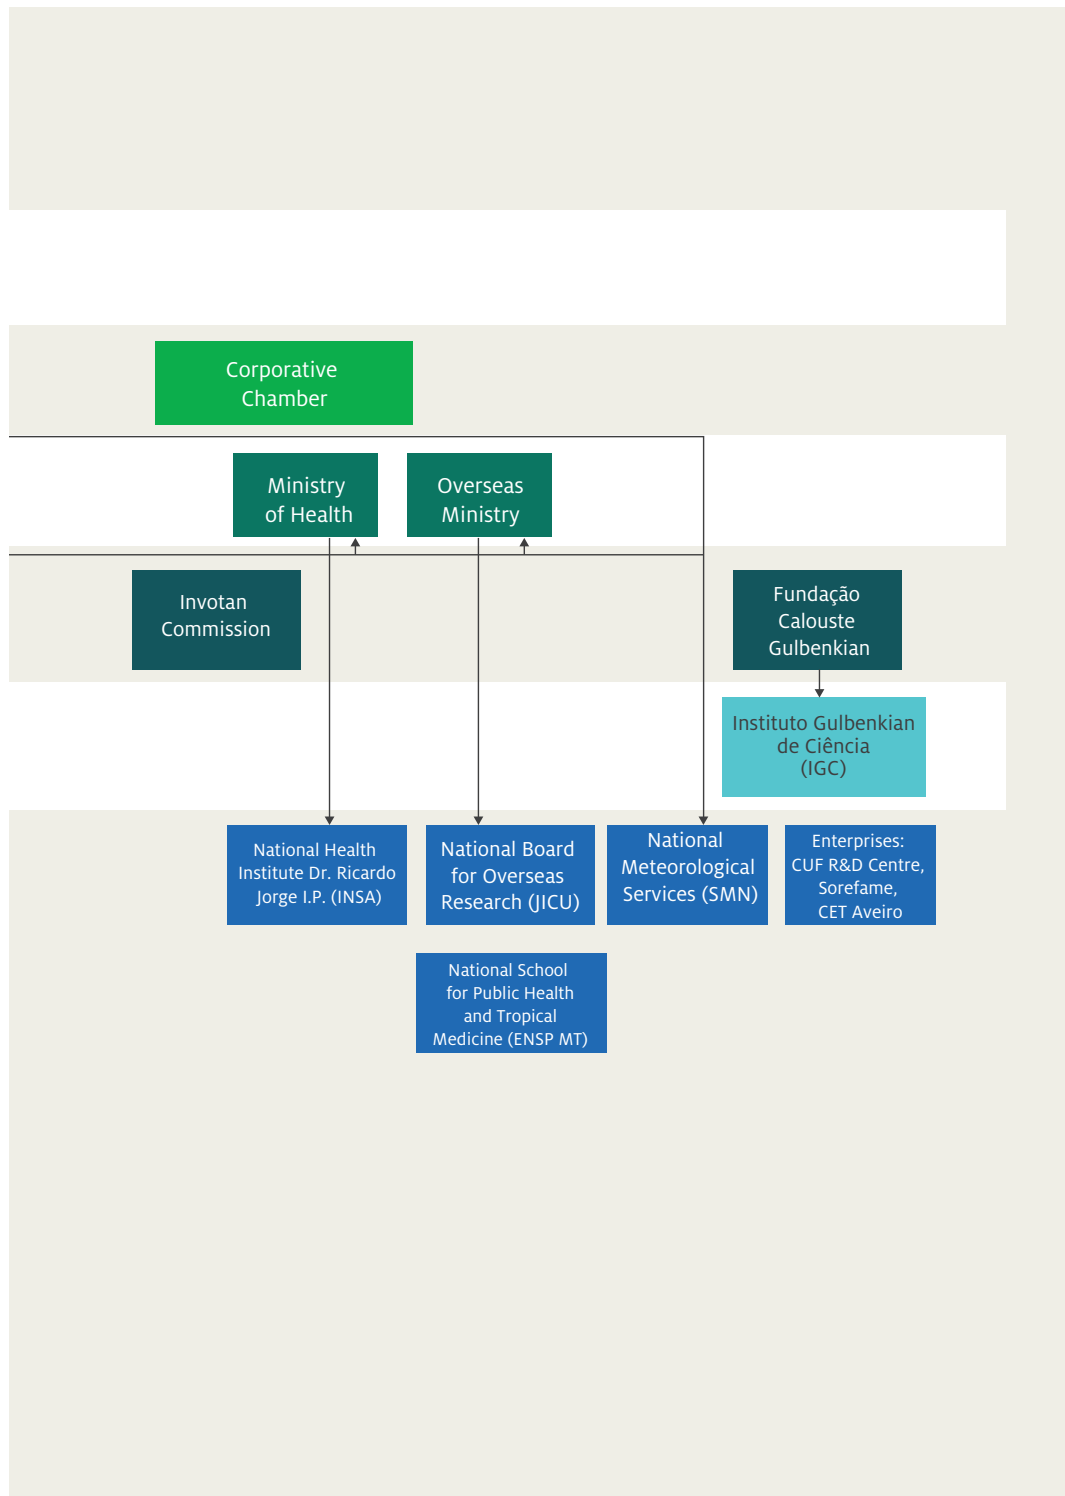 Corporative
Chamber
Ministry
of Health
Overseas
Ministry
Invotan
Commission
Fundação
Calouste
Gulbenkian
Instituto Gulbenkian
de Ciência
(IGC)
National Health
Institute Dr. Ricardo
Jorge I.P. (INSA)
National Board
for Overseas
Research (JICU)
National
Meteorological
Services (SMN)
Enterprises:
CUF R&D Centre,
Sorefame,
CET Aveiro
National School
for Public Health
and Tropical
Medicine (ENSP MT)